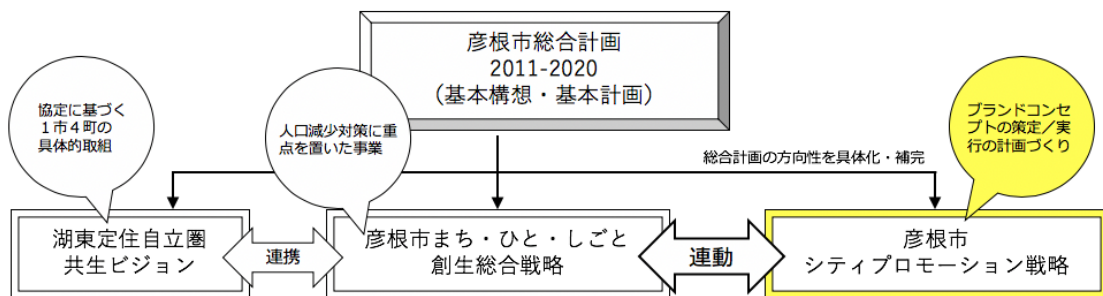 彦根市総合計画
2011-2020
（基本構想・基本計画）
協定に基づく
１市４町の
具体的取組
人口減少対策に重
点を置いた事業
ブランドコンセ
プトの策定／実
行の計画づくり
総合計画の方向性を具体化・補完
湖東定住自立圏
共生ビジョン
連携
彦根市まち・ひと・しごと
創生総合戦略
連動
彦根市
シティプロモーション戦略